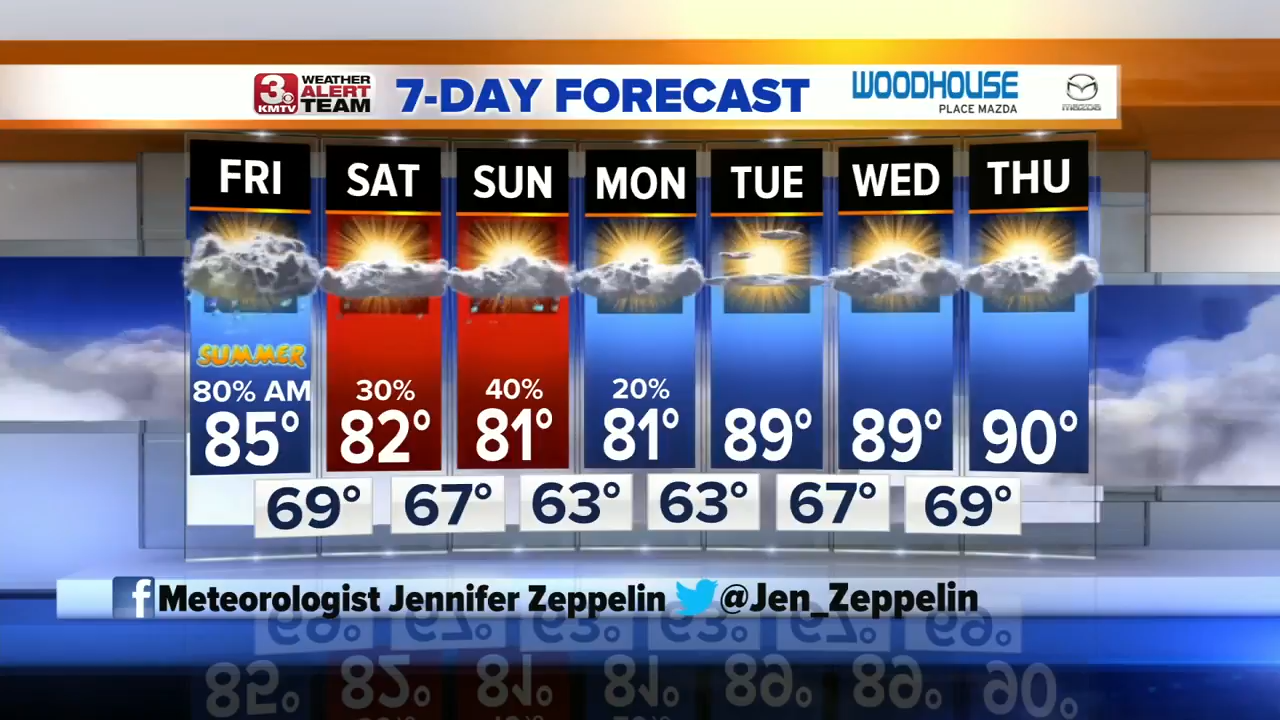 3 KMTV
WEATHER
ALERT
TEAM
7-DAY FORECAST
WOODHOUSE
PLACE MAZDA
FRI SAT SUN MON TUE WED THU
SUMMER
80% AM 30% 40% 20%
85° 82° 81° 81° 89° 89° 90°
69° 67° 63° 63° 67° 69°
f Meteorologist Jennifer Zeppelin @Jen_Zeppelin